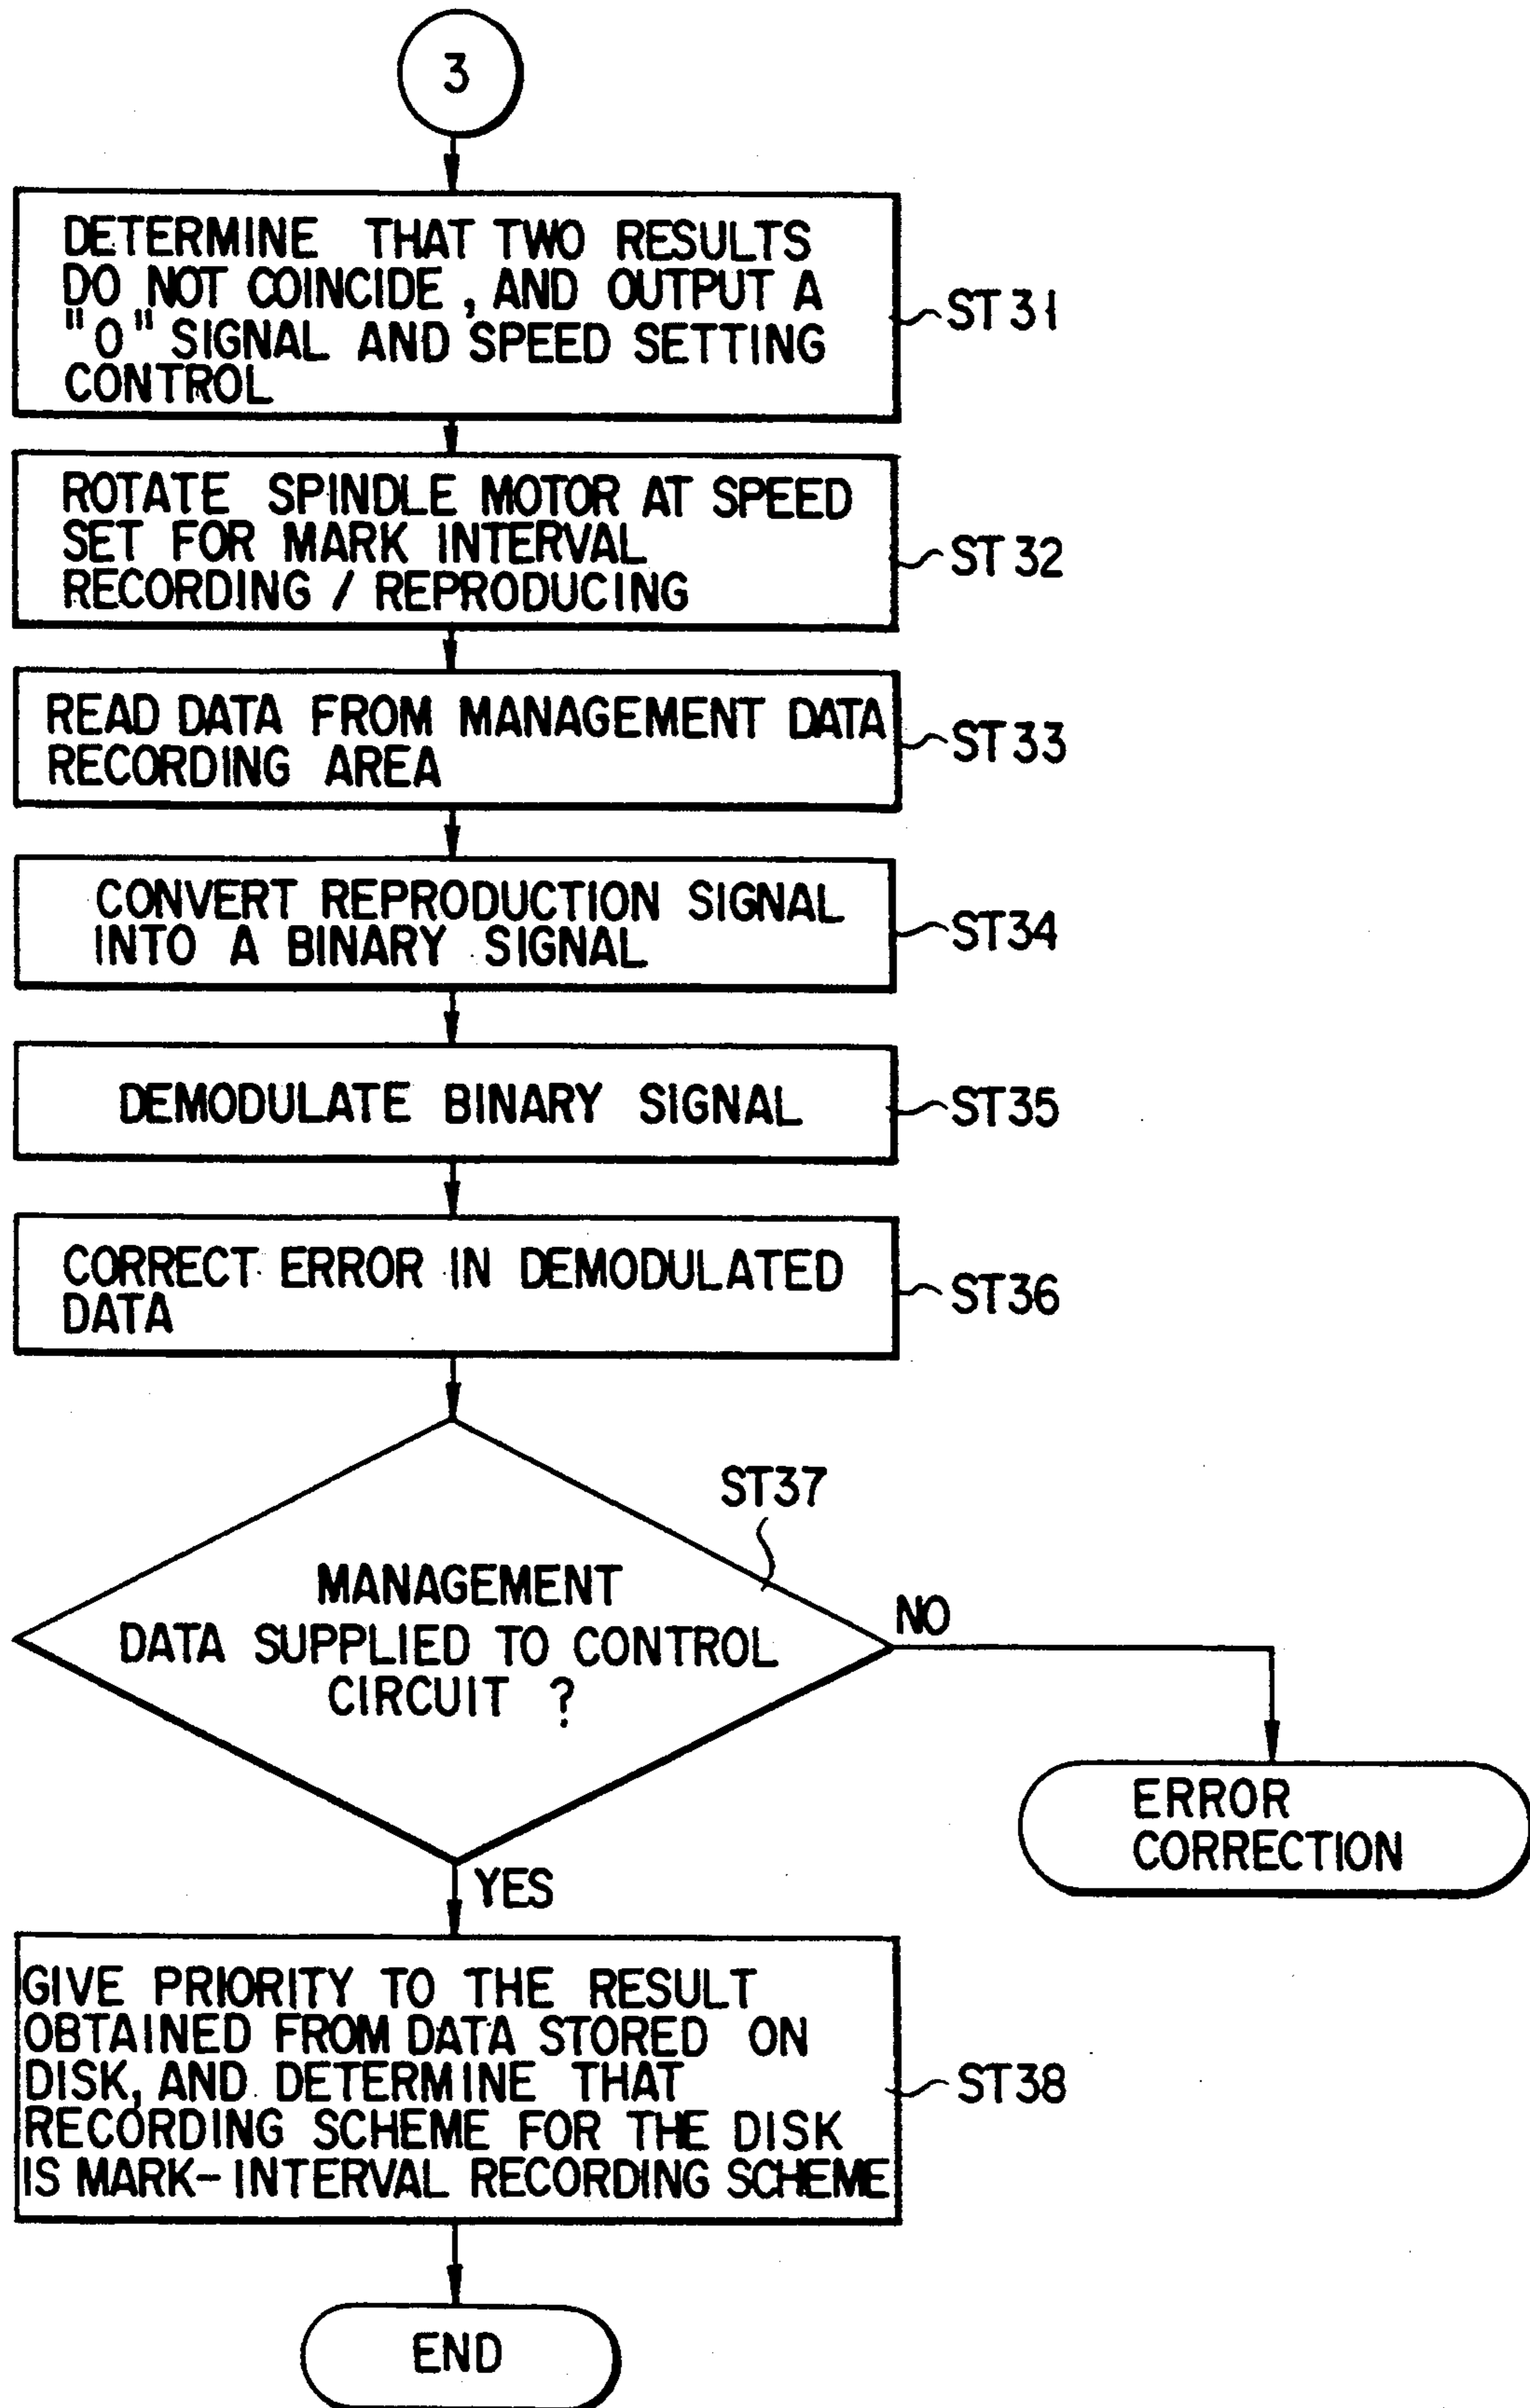 3
DETERMINE THAT TWO RESULTS
DO NOT COINCIDE, AND OUTPUT A
"0" SIGNAL AND SPEED SETTING
CONTROL
ST31
ROTATE SPINDLE MOTOR AT SPEED
SET FOR MARK INTERVAL
RECORDING / REPRODUCING
ST32
READ DATA FROM MANAGEMENT DATA
RECORDING AREA
ST33
CONVERT REPRODUCTION SIGNAL
INTO A BINARY SIGNAL
ST34
DEMODULATE BINARY SIGNAL
ST35
CORRECT ERROR IN DEMODULATED
DATA
ST36
ST37
MANAGEMENT
DATA SUPPLIED TO CONTROL
CIRCUIT ?
NO
ERROR
CORRECTION
YES
GIVE PRIORITY TO THE RESULT
OBTAINED FROM DATA STORED ON
DISK, AND DETERMINE THAT
RECORDING SCHEME FOR THE DISK
IS MARK-INTERVAL RECORDING SCHEME
ST38
END